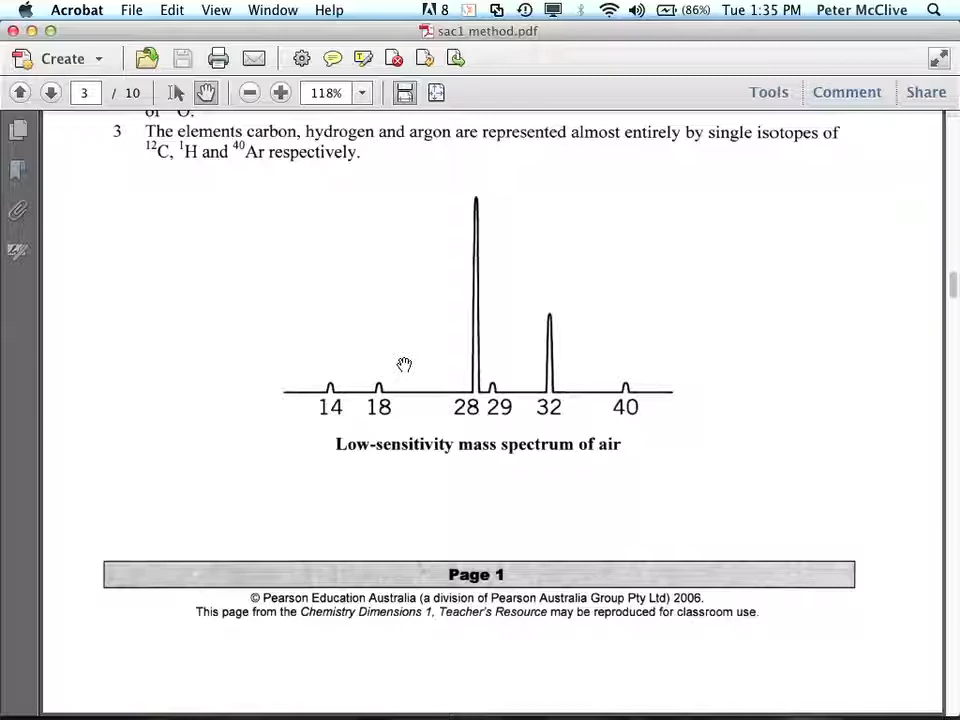 Acrobat File Edit View Window Help 8 (86%) Tue 1:35 PM Peter McClive
sac1 method.pdf
Create 3 / 10 118% Tools Comment Share
3 The elements carbon, hydrogen and argon are represented almost entirely by single isotopes of
¹²C, ¹H and ⁴⁰Ar respectively.
14 18 28 29 32 40
Low-sensitivity mass spectrum of air
Page 1
© Pearson Education Australia (a division of Pearson Australia Group Pty Ltd) 2006.
This page from the Chemistry Dimensions 1, Teacher's Resource may be reproduced for classroom use.